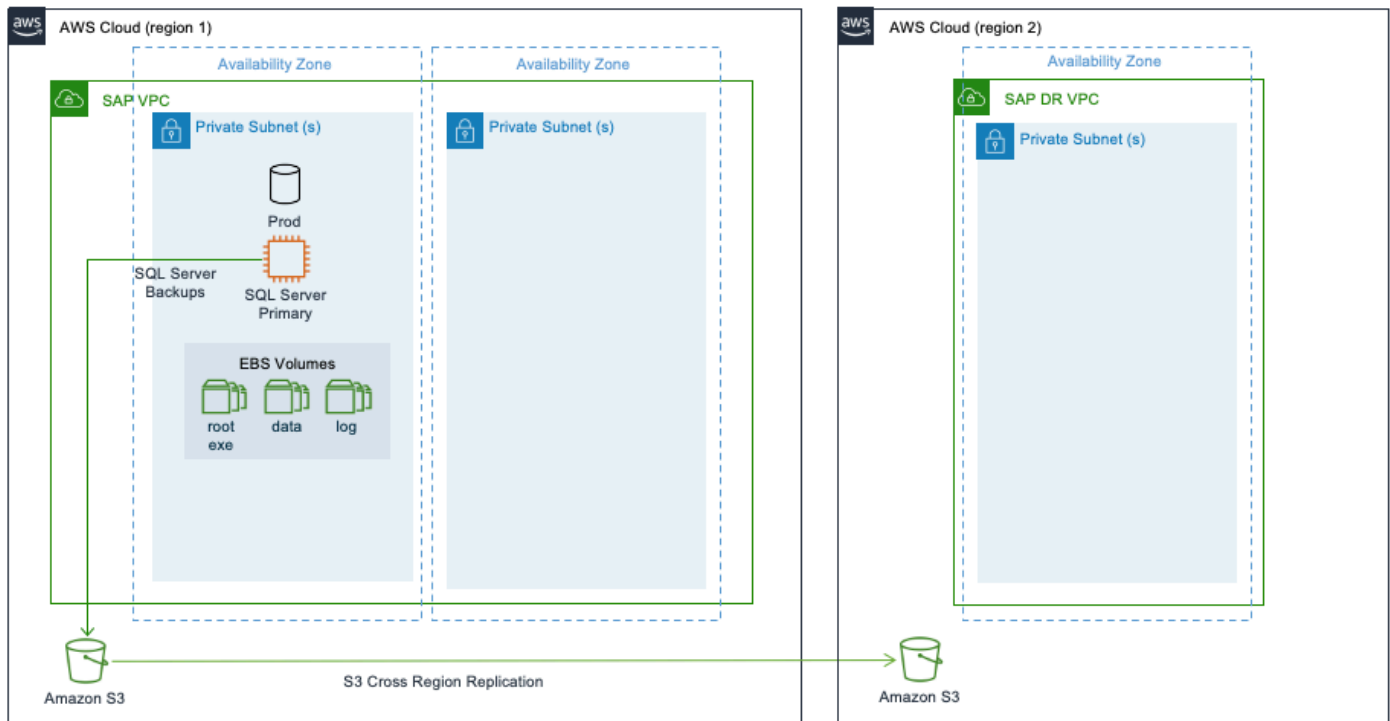 aws
AWS Cloud (region 1)
Availability Zone
Availability Zone
SAP VPC
Private Subnet (s)
Private Subnet (s)
Prod
SQL Server
Backups
SQL Server
Primary
EBS Volumes
root
exe
data
log
Amazon S3
S3 Cross Region Replication
aws
AWS Cloud (region 2)
Availability Zone
SAP DR VPC
Private Subnet (s)
Amazon S3